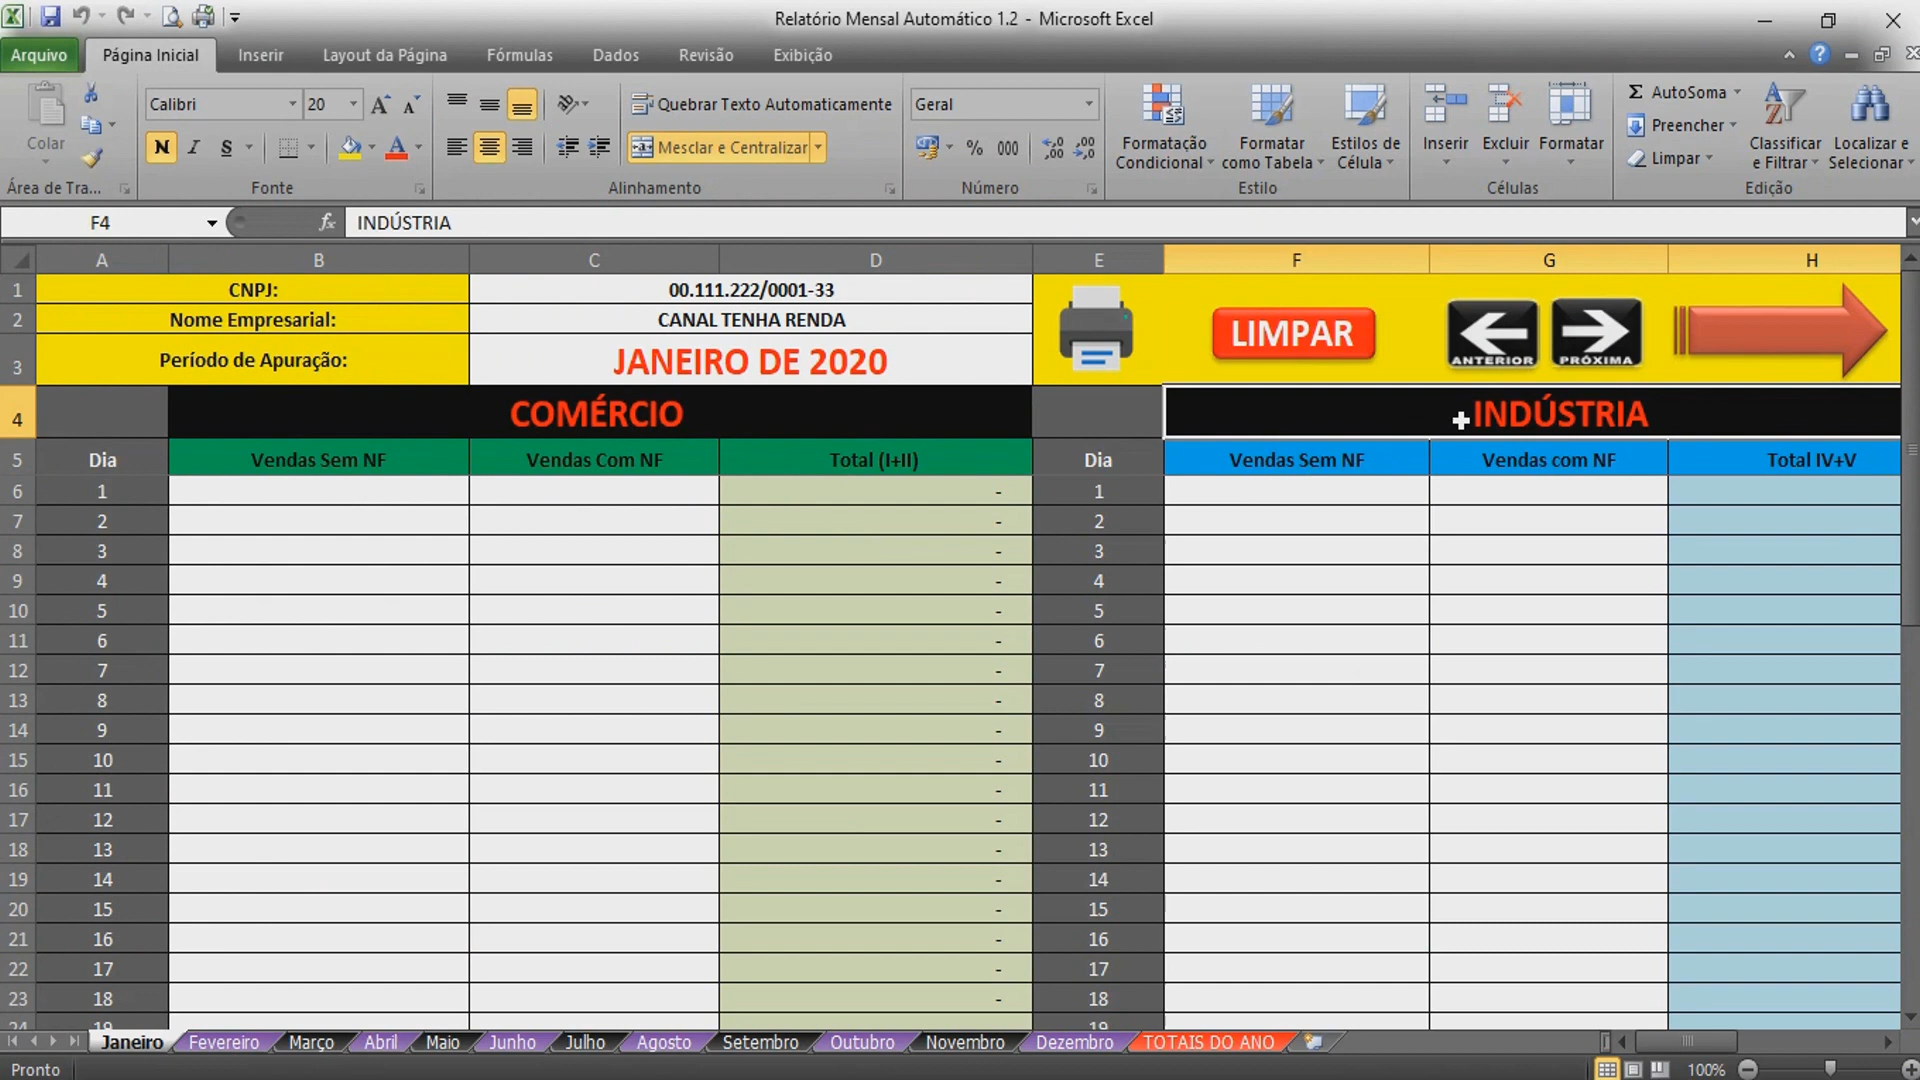 Relatório Mensal Automático 1.2 - Microsoft Excel
Arquivo Página Inicial Inserir Layout da Página Fórmulas Dados Revisão Exibição
Colar
Área de Tra...
Calibri 20
N I S
Fonte
Quebrar Texto Automaticamente
Mesclar e Centralizar
Alinhamento
Geral
% 000
Número
Formatação Condicional
Formatar como Tabela
Estilos de Célula
Estilo
Inserir Excluir Formatar
Células
Σ AutoSoma
Preencher
Limpar
Classificar e Filtrar
Localizar e Selecionar
Edição
F4 fx INDÚSTRIA
A B C D E F G H
1 CNPJ: 00.111.222/0001-33
2 Nome Empresarial: CANAL TENHA RENDA
3 Período de Apuração: JANEIRO DE 2020
LIMPAR ANTERIOR PRÓXIMA
4 COMÉRCIO INDÚSTRIA
5 Dia Vendas Sem NF Vendas Com NF Total (I+II) Dia Vendas Sem NF Vendas com NF Total IV+V
6 1 - 1
7 2 - 2
8 3 - 3
9 4 - 4
10 5 - 5
11 6 - 6
12 7 - 7
13 8 - 8
14 9 - 9
15 10 - 10
16 11 - 11
17 12 - 12
18 13 - 13
19 14 - 14
20 15 - 15
21 16 - 16
22 17 - 17
23 18 - 18
24 19 19
Janeiro Fevereiro Março Abril Maio Junho Julho Agosto Setembro Outubro Novembro Dezembro TOTAIS DO ANO
Pronto 100%